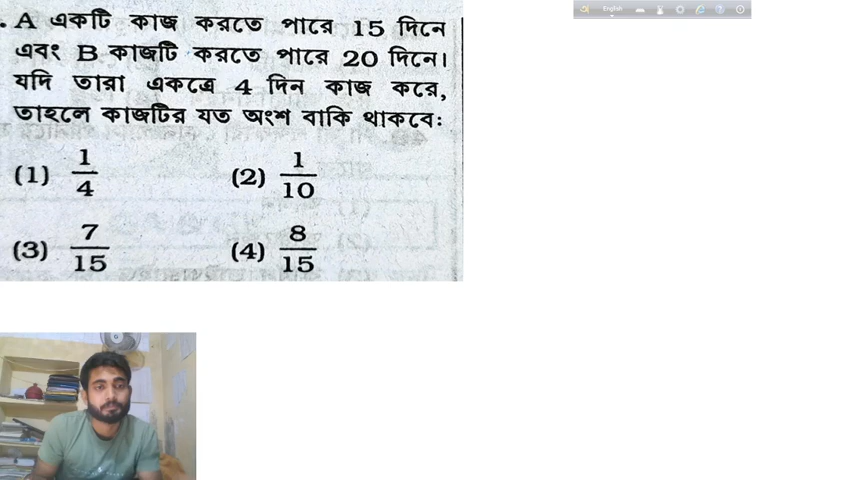 . A একটি কাজ করতে পারে 15 দিনে
এবং B কাজটি করতে পারে 20 দিনে।
যদি তারা একত্রে 4 দিন কাজ করে,
তাহলে কাজটির যত অংশ বাকি থাকবে:
(1) 1/4 (2) 1/10
(3) 7/15 (4) 8/15
অ English